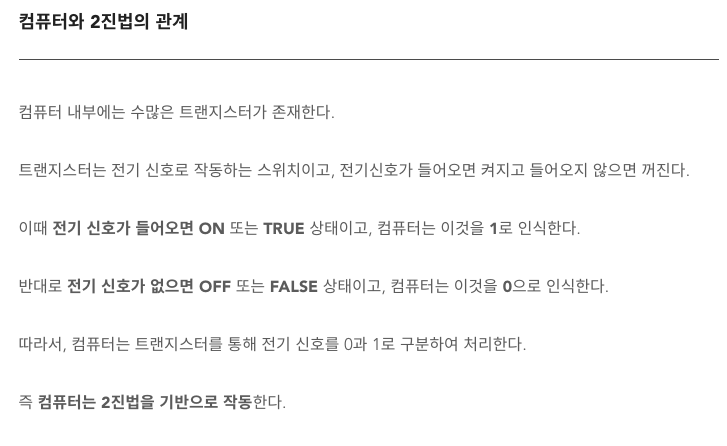 컴퓨터와 2진법의 관계
컴퓨터 내부에는 수많은 트랜지스터가 존재한다.
트랜지스터는 전기 신호로 작동하는 스위치이고, 전기신호가 들어오면 켜지고 들어오지 않으면 꺼진다.
이때 전기 신호가 들어오면 ON 또는 TRUE 상태이고, 컴퓨터는 이것을 1로 인식한다.
반대로 전기 신호가 없으면 OFF 또는 FALSE 상태이고, 컴퓨터는 이것을 0으로 인식한다.
따라서, 컴퓨터는 트랜지스터를 통해 전기 신호를 0과 1로 구분하여 처리한다.
즉 컴퓨터는 2진법을 기반으로 작동한다.